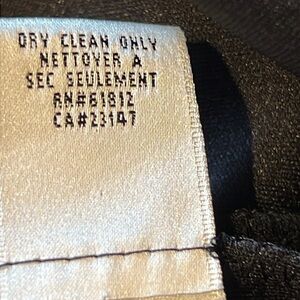 DRY CLEAN ONLY
NETTOYER A
SEC SEULEMENT
RN#61812
CA#23147